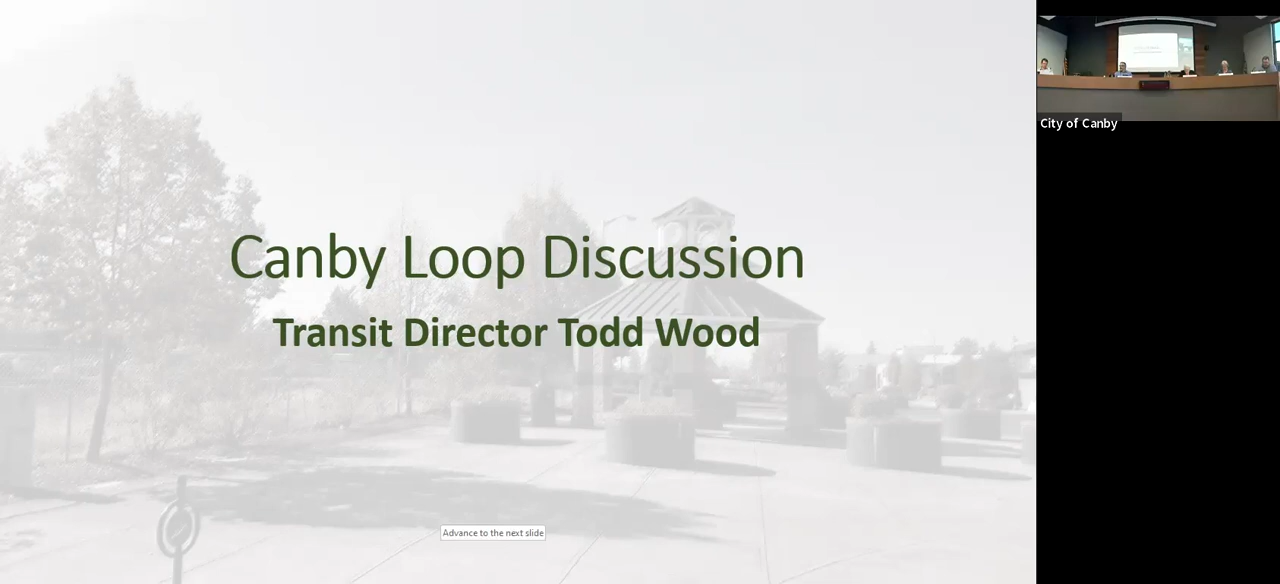 Canby Loop Discussion
Transit Director Todd Wood
Advance to the next slide
City of Canby